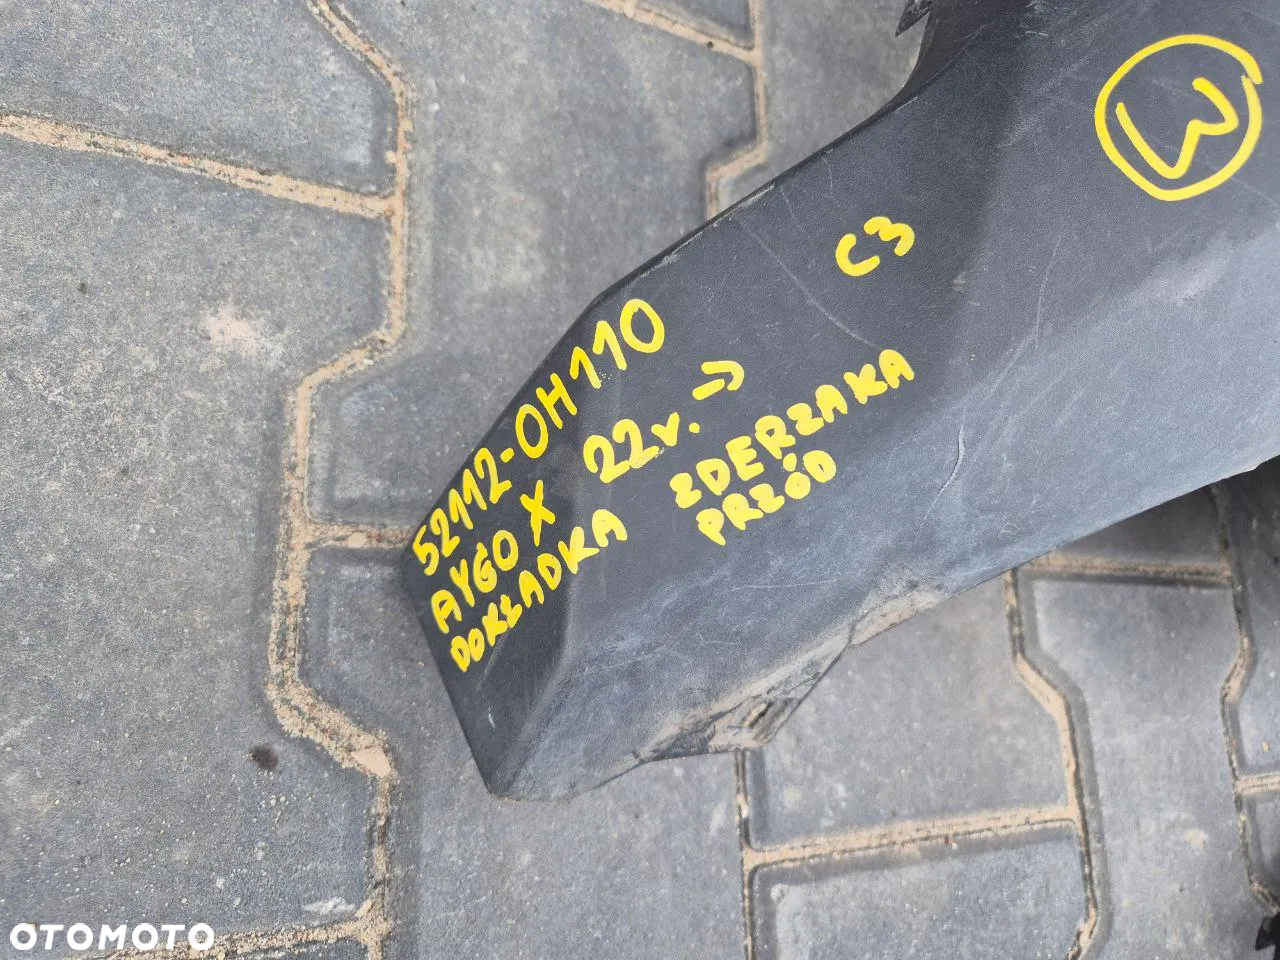 W
C3
52112-0H110
AYGO X 22r. ->
DOKŁADKA ZDERZAKA
PRZÓD
OTOMOTO